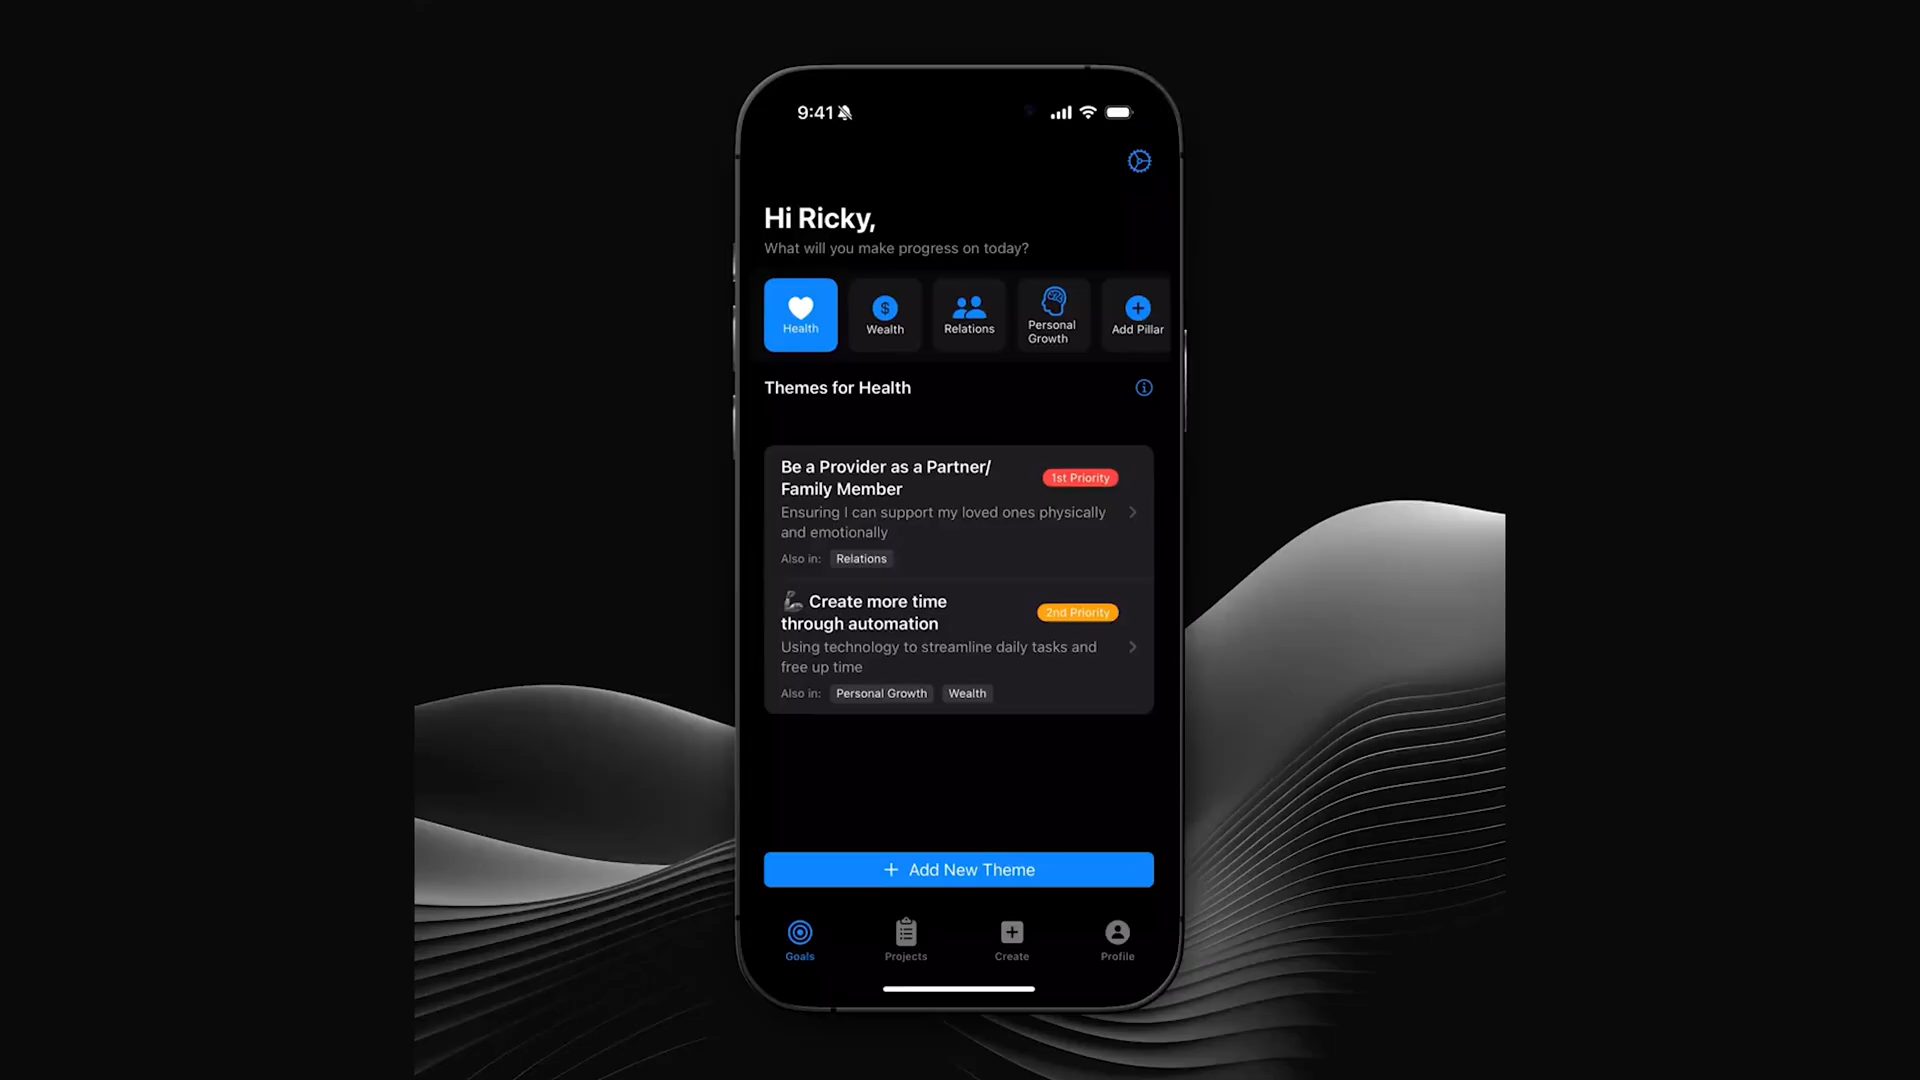 9:41
Hi Ricky,
What will you make progress on today?
Health
Wealth
Relations
Personal
Growth
Add Pillar
Themes for Health
Be a Provider as a Partner/
Family Member
1st Priority
Ensuring I can support my loved ones physically
and emotionally
Also in: Relations
Create more time
through automation
2nd Priority
Using technology to streamline daily tasks and
free up time
Also in: Personal Growth Wealth
+ Add New Theme
Goals
Projects
Create
Profile